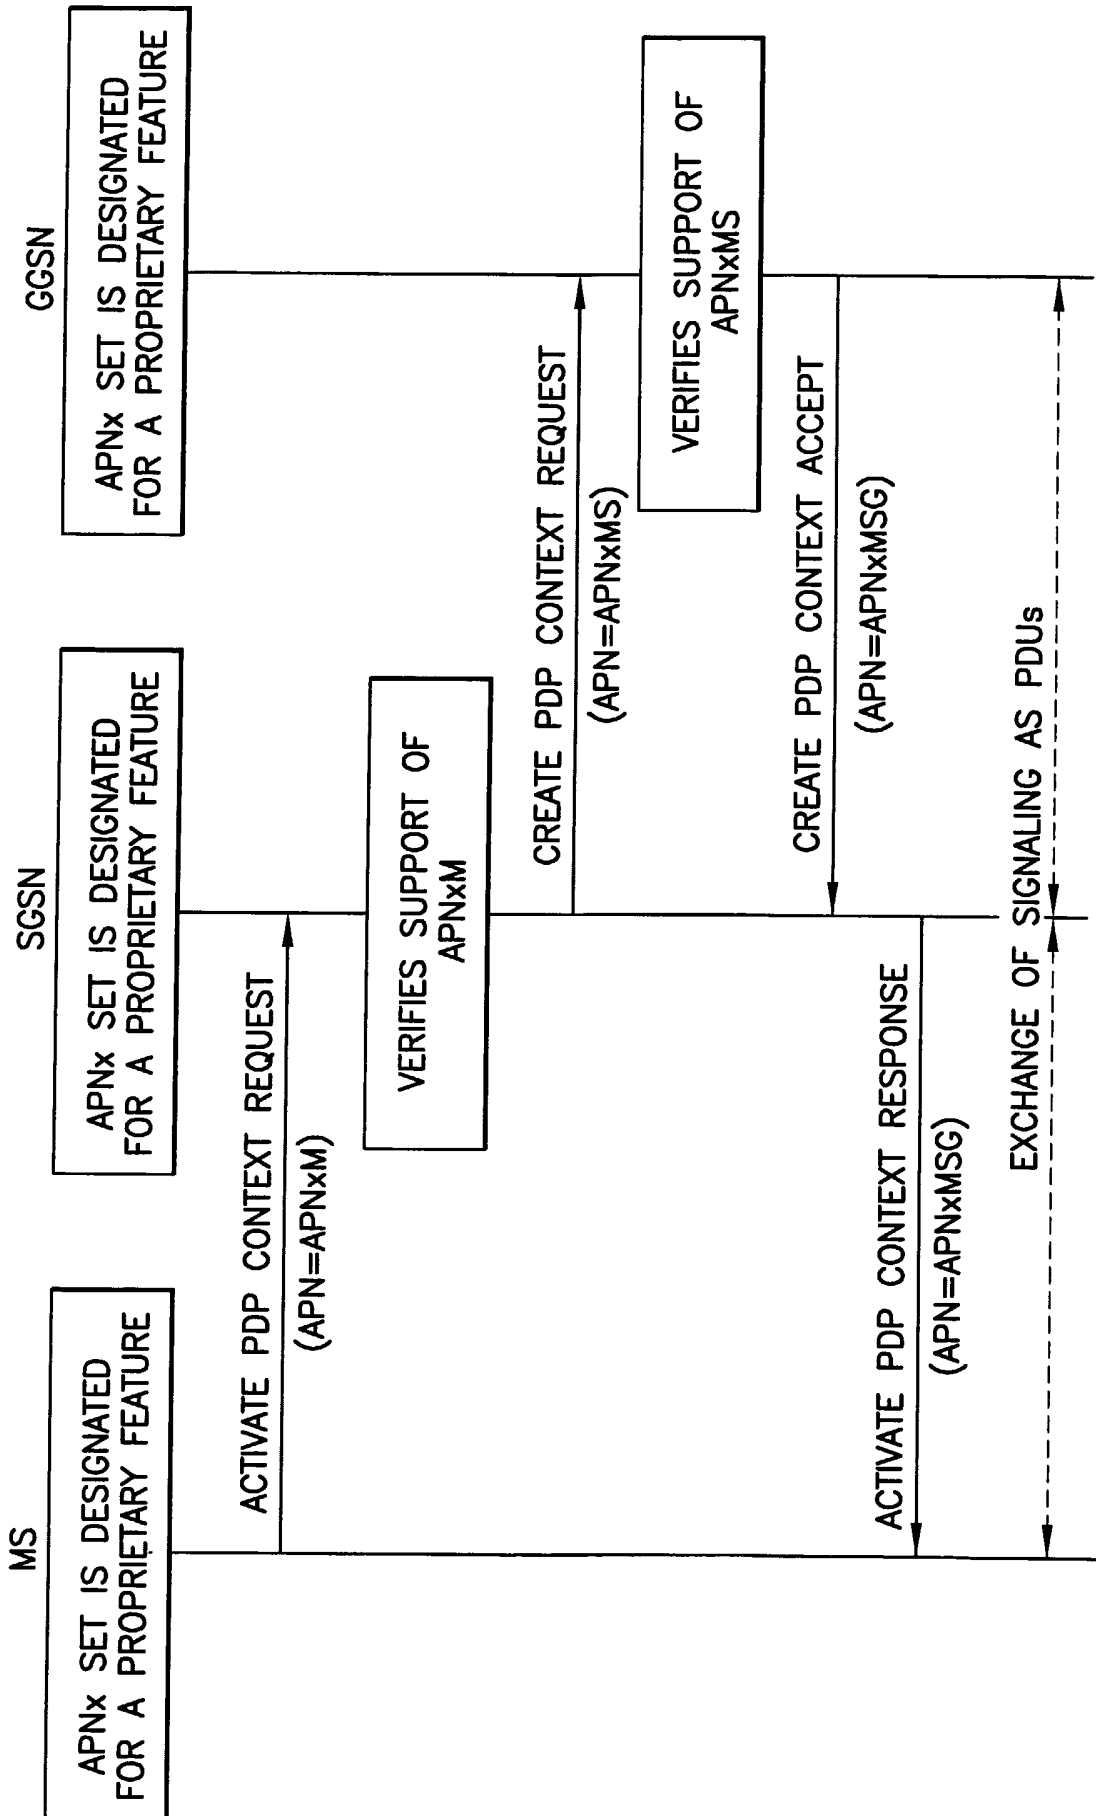 MS
SGSN
GGSN
APNx SET IS DESIGNATED
FOR A PROPRIETARY FEATURE
APNx SET IS DESIGNATED
FOR A PROPRIETARY FEATURE
APNx SET IS DESIGNATED
FOR A PROPRIETARY FEATURE
ACTIVATE PDP CONTEXT REQUEST
(APN=APNxM)
VERIFIES SUPPORT OF
APNxM
CREATE PDP CONTEXT REQUEST
(APN=APNxMS)
VERIFIES SUPPORT OF
APNxMS
CREATE PDP CONTEXT ACCEPT
(APN=APNxMSG)
ACTIVATE PDP CONTEXT RESPONSE
(APN=APNxMSG)
EXCHANGE OF SIGNALING AS PDUs